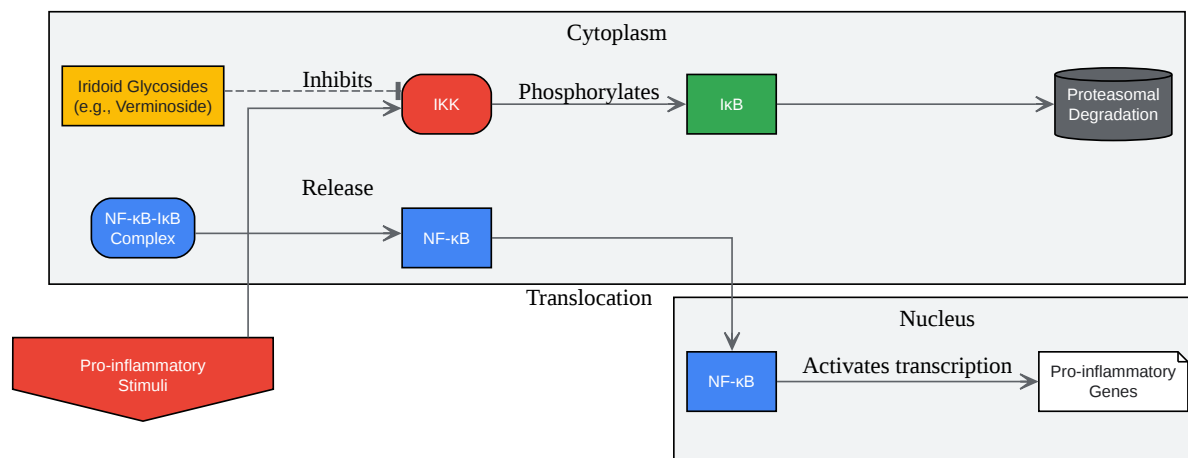 Cytoplasm
Iridoid Glycosides
(e.g., Verminoside)
Inhibits
IKK
Phosphorylates
IκB
Proteasomal
Degradation
Release
NF-κB-IκB
Complex
NF-κB
Translocation
Nucleus
Pro-inflammatory
Stimuli
NF-κB
Activates transcription
Pro-inflammatory
Genes